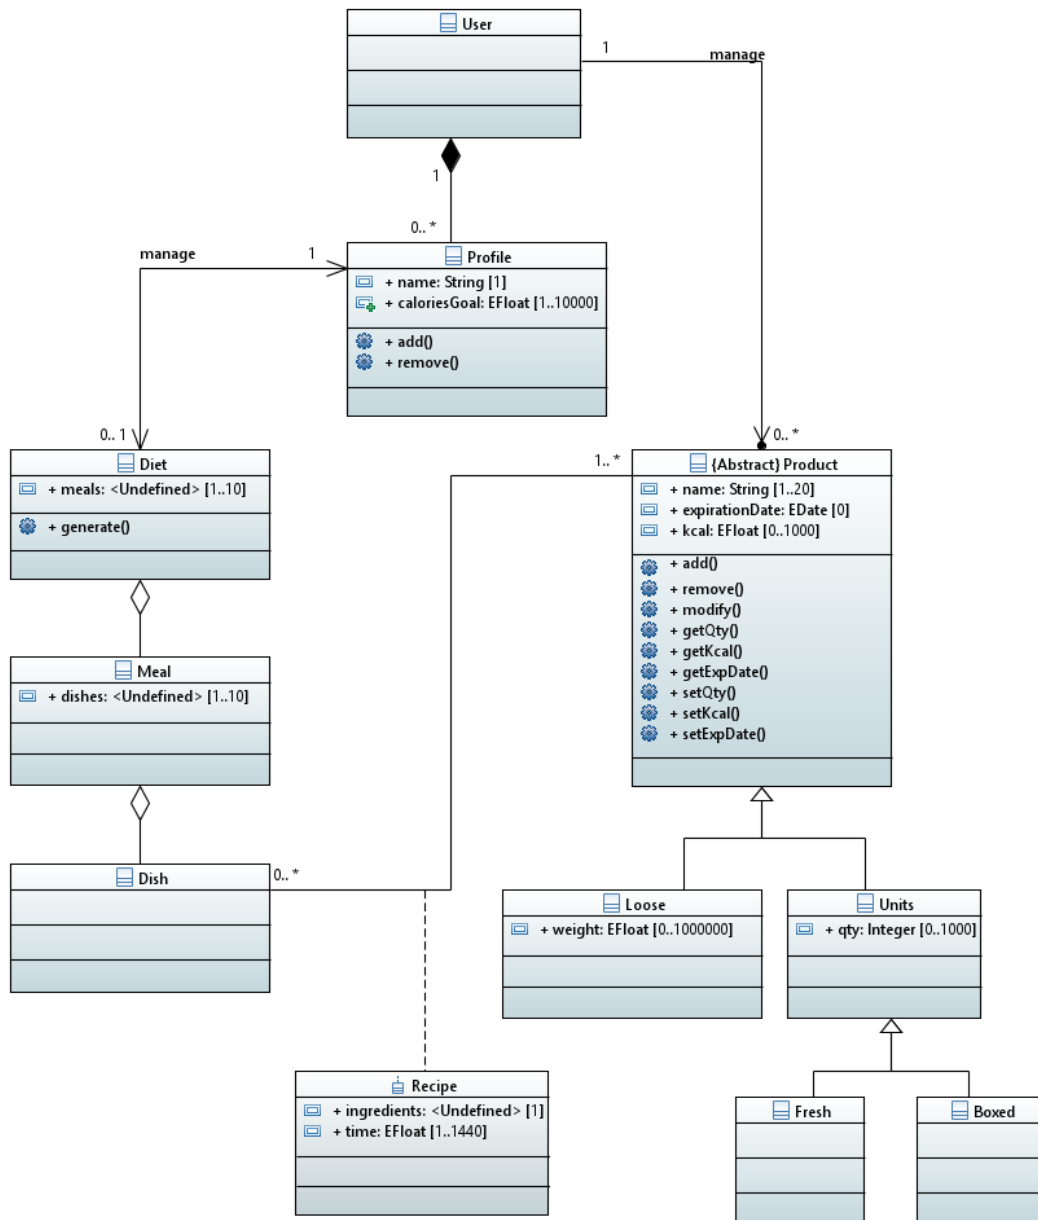 User
1
manage
1
0.. *
manage
1
Profile
+ name: String [1]
+ caloriesGoal: EFloat [1..10000]
+ add()
+ remove()
0.. 1
0.. *
Diet
+ meals: <Undefined> [1..10]
+ generate()
1.. *
{Abstract} Product
+ name: String [1..20]
+ expirationDate: EDate [0]
+ kcal: EFloat [0..1000]
+ add()
+ remove()
+ modify()
+ getQty()
+ getKcal()
+ getExpDate()
+ setQty()
+ setKcal()
+ setExpDate()
Meal
+ dishes: <Undefined> [1..10]
Dish
0.. *
Loose
+ weight: EFloat [0..1000000]
Units
+ qty: Integer [0..1000]
Recipe
+ ingredients: <Undefined> [1]
+ time: EFloat [1..1440]
Fresh
Boxed